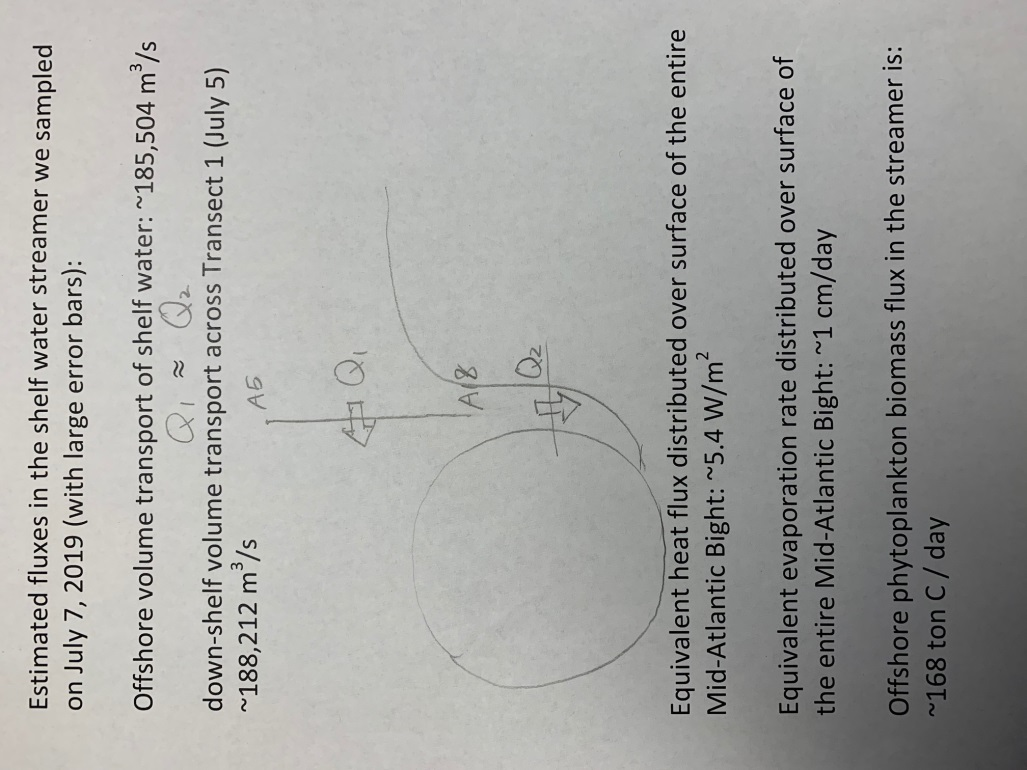 Estimated fluxes in the shelf water streamer we sampled
on July 7, 2019 (with large error bars):
Offshore volume transport of shelf water: ~185,504 m³/s
Q₁ ≈ Q₂
down-shelf volume transport across Transect 1 (July 5)
~188,212 m³/s
A5
Q₁
A18
Q₂
Equivalent heat flux distributed over surface of the entire
Mid-Atlantic Bight: ~5.4 W/m²
Equivalent evaporation rate distributed over surface of
the entire Mid-Atlantic Bight: ~1 cm/day
Offshore phytoplankton biomass flux in the streamer is:
~168 ton C / day